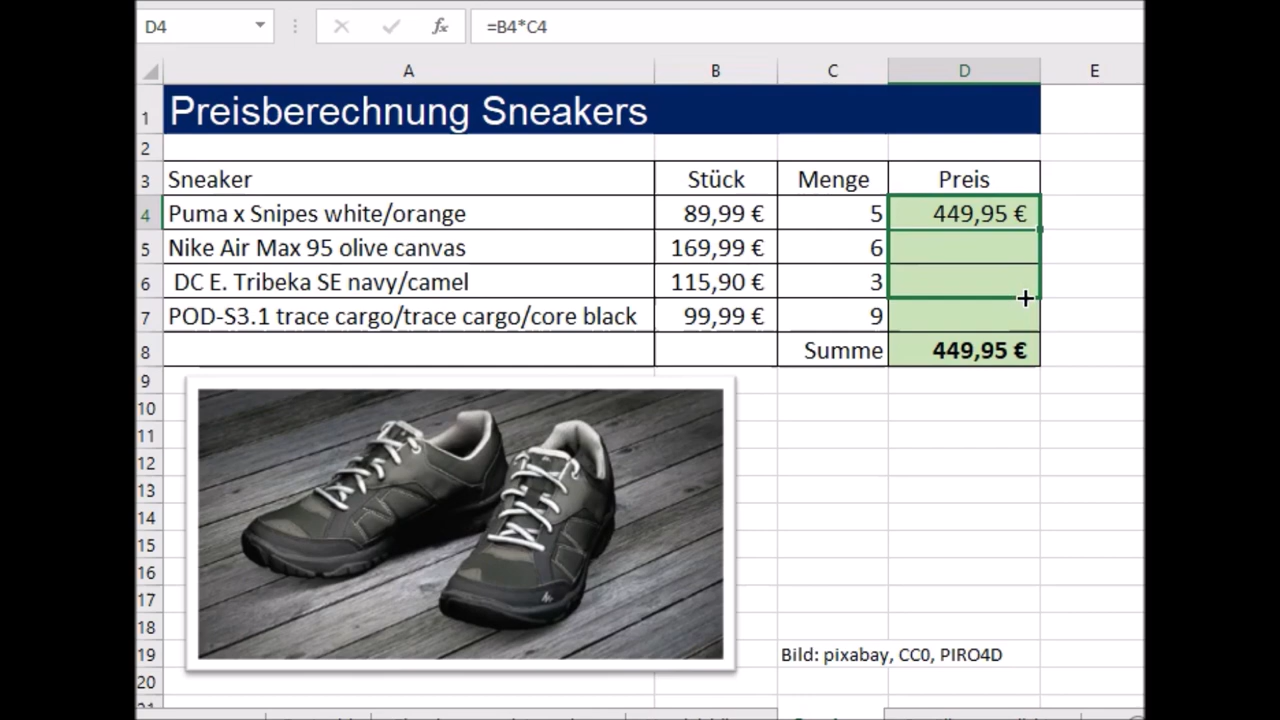 D4 fx =B4*C4
A B C D E
1 Preisberechnung Sneakers
2
3 Sneaker Stück Menge Preis
4 Puma x Snipes white/orange 89,99 € 5 449,95 €
5 Nike Air Max 95 olive canvas 169,99 € 6
6 DC E. Tribeka SE navy/camel 115,90 € 3
7 POD-S3.1 trace cargo/trace cargo/core black 99,99 € 9
8 Summe 449,95 €
9
10
11
12
13
14
15
16
17
18
19 Bild: pixabay, CC0, PIRO4D
20